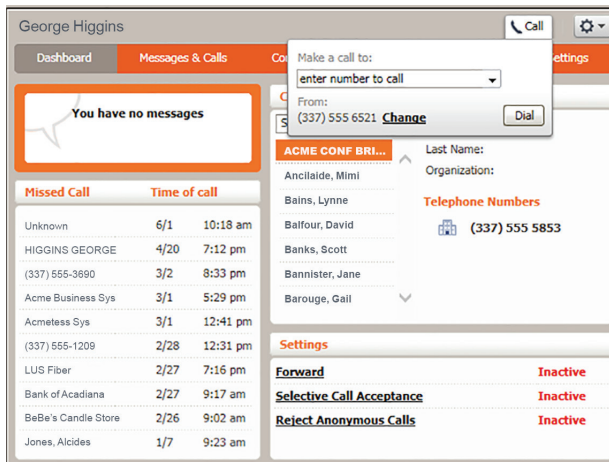 George Higgins
Call
Dashboard
Messages & Calls
Co
ettings
Make a call to:
enter number to call
From:
(337) 555 6521 Change
Dial
You have no messages
C
S
ACME CONF BRI...
Ancilaide, Mimi
Bains, Lynne
Balfour, David
Banks, Scott
Bannister, Jane
Barouge, Gail
Last Name:
Organization:
Telephone Numbers
(337) 555 5853
Missed Call Time of call
Unknown 6/1 10:18 am
HIGGINS GEORGE 4/20 7:12 pm
(337) 555-3690 3/2 8:33 pm
Acme Business Sys 3/1 5:29 pm
Acmetess Sys 3/1 12:41 pm
(337) 555-1209 2/28 12:31 pm
LUS Fiber 2/27 7:16 pm
Bank of Acadiana 2/27 9:17 am
BeBe's Candle Store 2/26 9:02 am
Jones, Alcides 1/7 9:23 am
Settings
Forward Inactive
Selective Call Acceptance Inactive
Reject Anonymous Calls Inactive